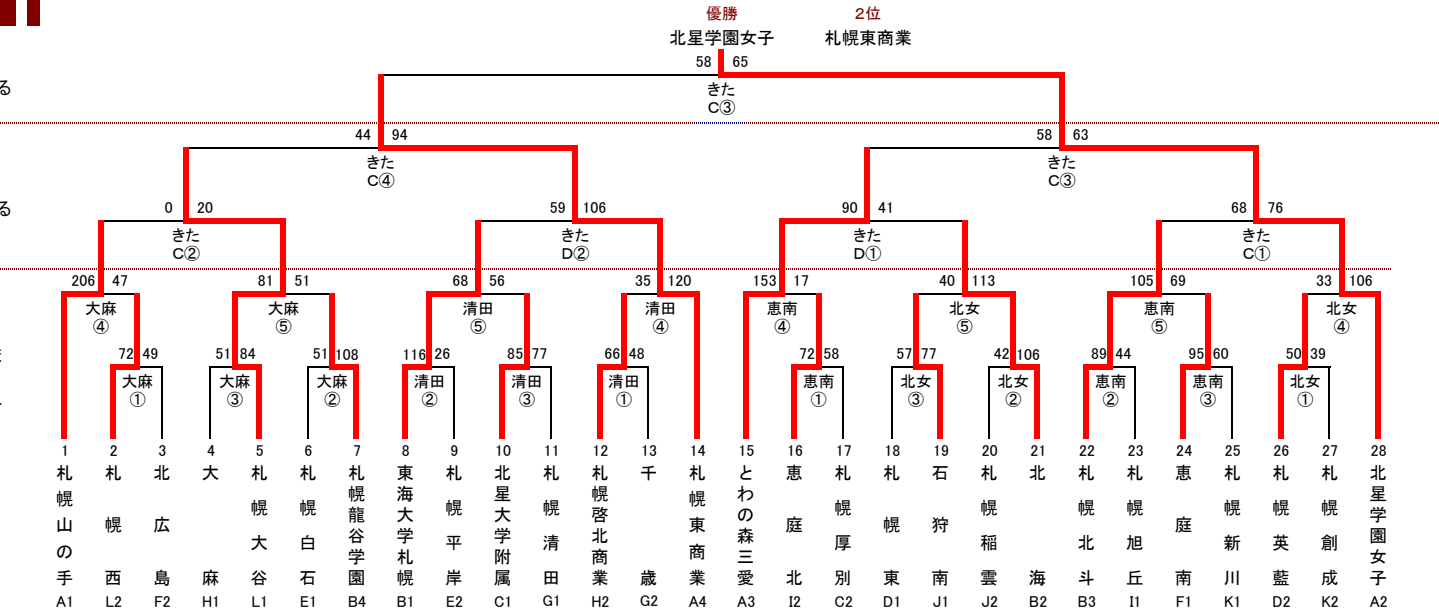 優勝 2位
北星学園女子 札幌東商業
58 65
る
きた
C③
44 94 58 63
きた きた
C④ C③
る 0 20 59 106 90 41 68 76
きた きた きた きた
C② D② D① C①
206 47 81 51 68 56 35 120 153 17 40 113 105 69 33 106
大麻 大麻 清田 清田 恵南 北女 恵南 北女
④ ⑤ ⑤ ④ ④ ⑤ ⑤ ④
72 49 51 84 51 108 116 26 85 77 66 48 72 58 57 77 42 106 89 44 95 60 50 39
大麻 大麻 大麻 清田 清田 清田 恵南 北女 北女 恵南 恵南 北女
① ③ ② ② ③ ① ① ③ ② ② ③ ①
1 2 3 4 5 6 7 8 9 10 11 12 13 14 15 16 17 18 19 20 21 22 23 24 25 26 27 28
札幌山の手
札幌西
北広島
大麻
札幌大谷
札幌白石
札幌龍谷学園
東海大学札幌
札幌平岸
北星大学附属
札幌清田
札幌啓北商業
千歳
札幌東商業
とわの森三愛
恵庭北
札幌厚別
札幌東
石狩南
札幌稲雲
北海
札幌北斗
札幌旭丘
恵庭南
札幌新川
札幌英藍
札幌創成
北星学園女子
A1 L2 F2 H1 L1 E1 B4 B1 E2 C1 G1 H2 G2 A4 A3 I2 C2 D1 J1 J2 B2 B3 I1 F1 K1 D2 K2 A2